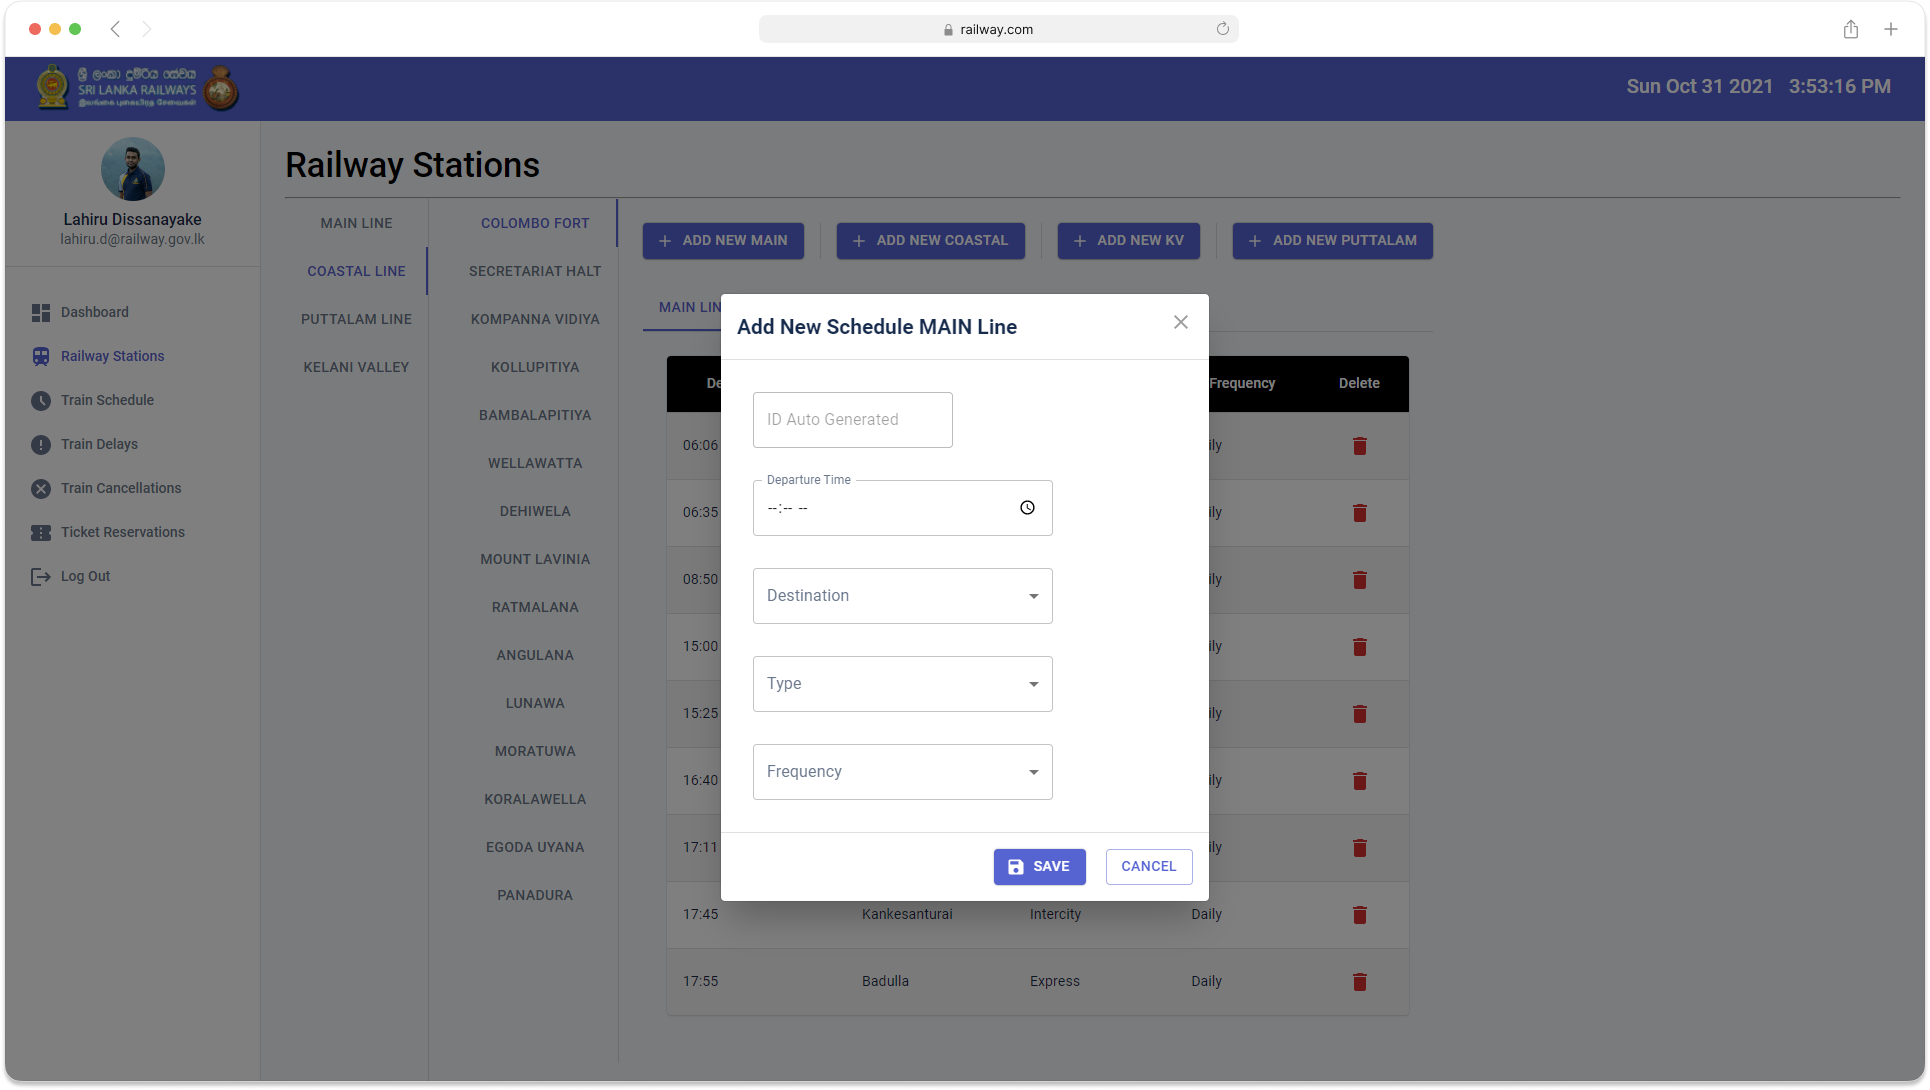 railway.com
ශ්‍රී ලංකා දුම්රිය සේවය
SRI LANKA RAILWAYS
Sun Oct 31 2021 3:53:16 PM
Lahiru Dissanayake
lahiru.d@railway.gov.lk
Dashboard
Railway Stations
Train Schedule
Train Delays
Train Cancellations
Ticket Reservations
Log Out
Railway Stations
MAIN LINE
COASTAL LINE
PUTTALAM LINE
KELANI VALLEY
COLOMBO FORT
SECRETARIAT HALT
KOMPANNA VIDIYA
KOLLUPITIYA
BAMBALAPITIYA
WELLAWATTA
DEHIWELA
MOUNT LAVINIA
RATMALANA
ANGULANA
LUNAWA
MORATUWA
KORALAWELLA
EGODA UYANA
PANADURA
ADD NEW MAIN ADD NEW COASTAL ADD NEW KV ADD NEW PUTTALAM
MAIN LIN
De Frequency Delete
06:06 ily
06:35 ily
08:50 ily
15:00 ily
15:25 ily
16:40 ily
17:11 ily
17:45 Kankesanturai Intercity Daily
17:55 Badulla Express Daily
Add New Schedule MAIN Line
ID Auto Generated
Departure Time
--:-- --
Destination
Type
Frequency
SAVE CANCEL